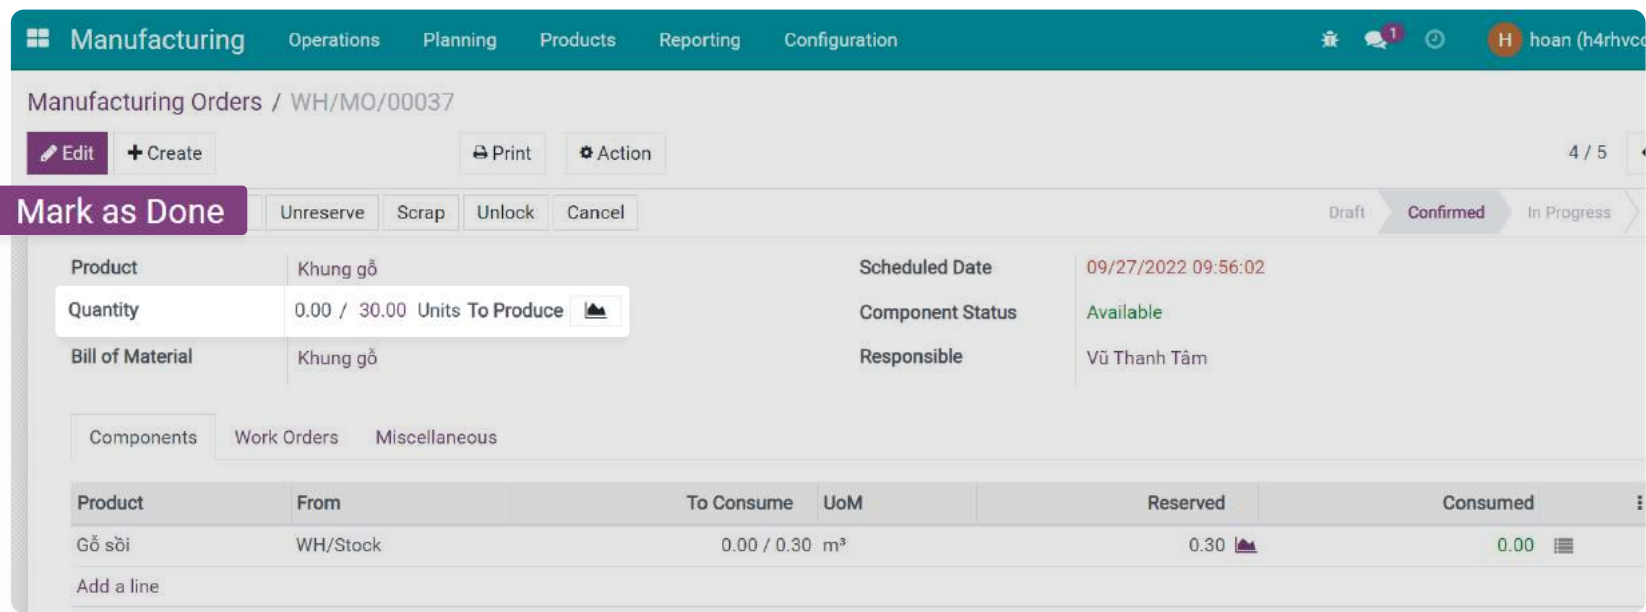 Manufacturing Operations Planning Products Reporting Configuration 1 H hoan (h4rhvcc
Manufacturing Orders / WH/MO/00037
Edit + Create Print Action 4 / 5
Mark as Done Unreserve Scrap Unlock Cancel Draft Confirmed In Progress
Product Khung gỗ Scheduled Date 09/27/2022 09:56:02
Quantity 0.00 / 30.00 Units To Produce Component Status Available
Bill of Material Khung gỗ Responsible Vũ Thanh Tâm
Components Work Orders Miscellaneous
Product From To Consume UoM Reserved Consumed
Gỗ sồi WH/Stock 0.00 / 0.30 m³ 0.30 0.00
Add a line